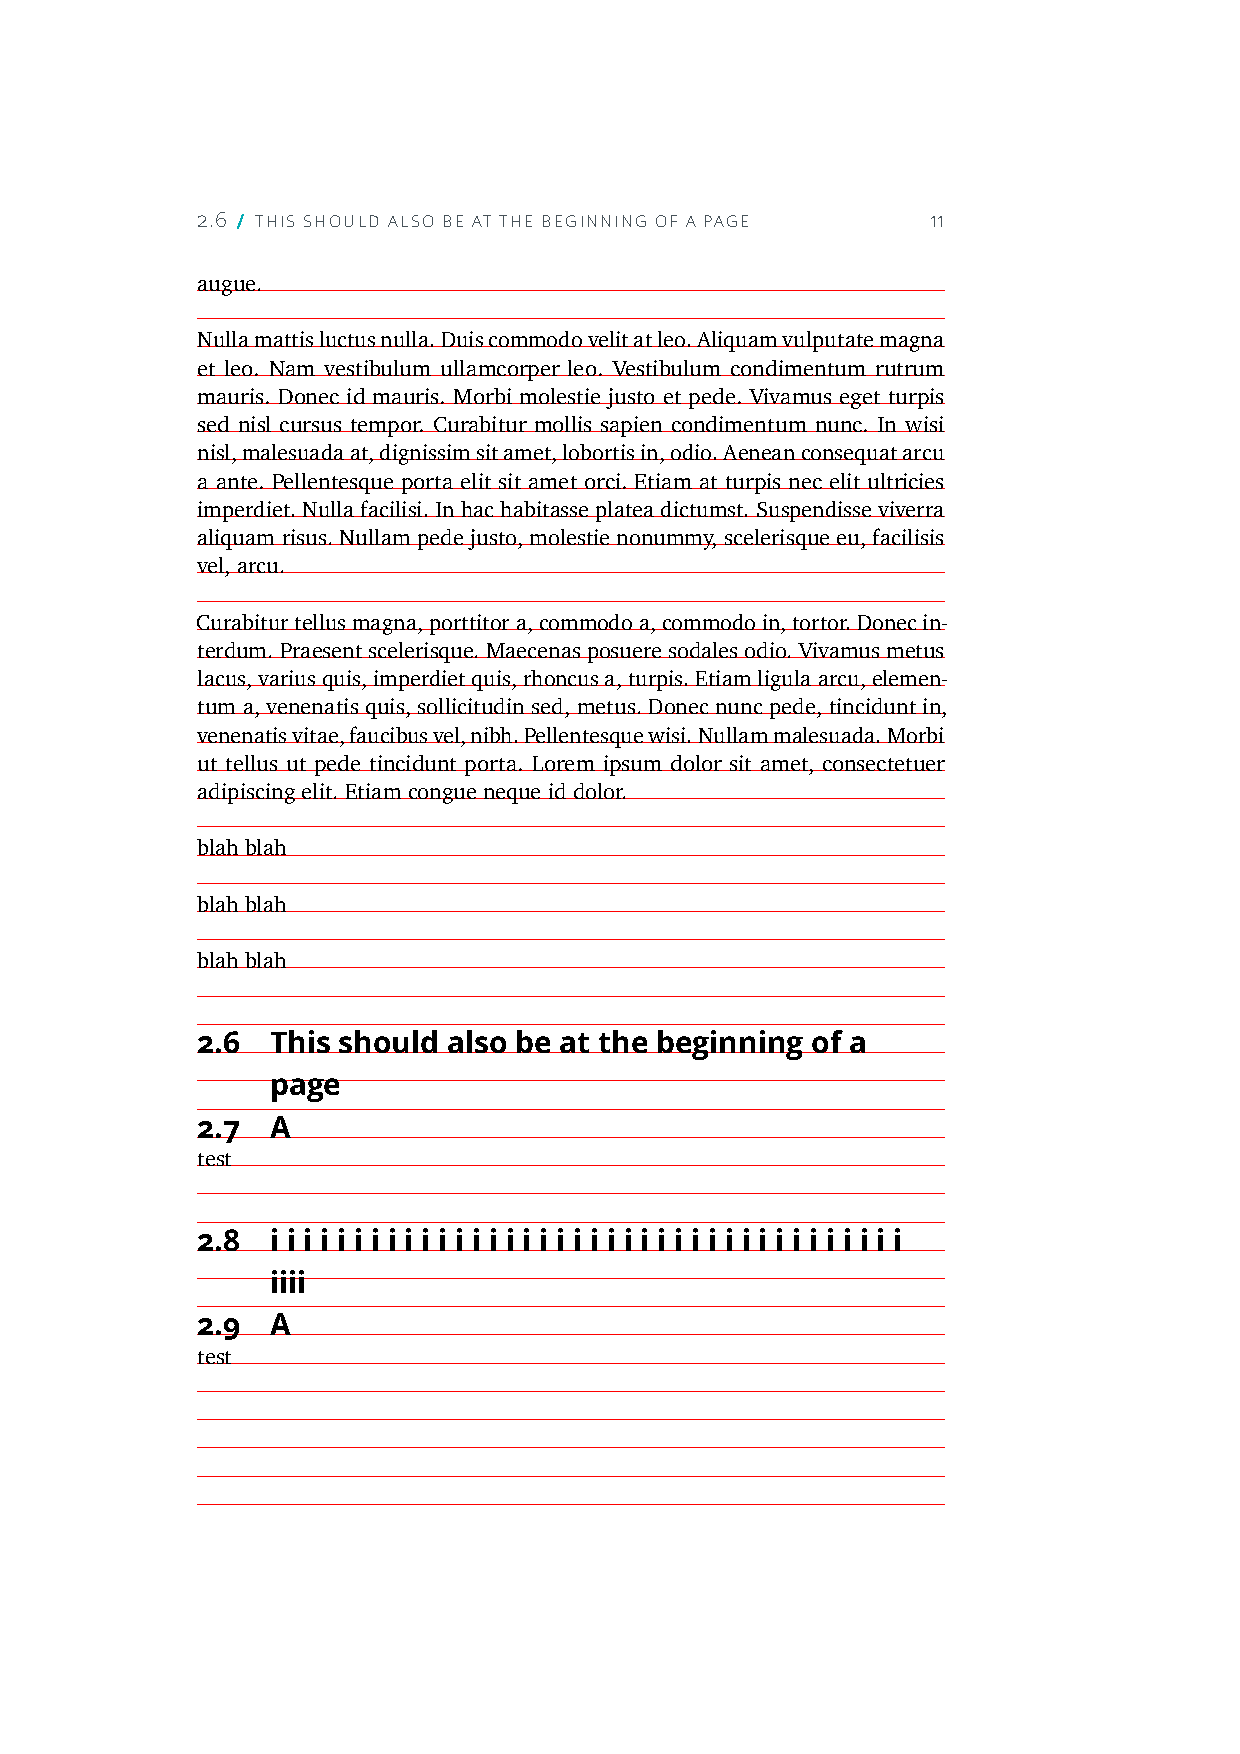 2.6 / THIS SHOULD ALSO BE AT THE BEGINNING OF A PAGE 11
augue.
Nulla mattis luctus nulla. Duis commodo velit at leo. Aliquam vulputate magna
et leo. Nam vestibulum ullamcorper leo. Vestibulum condimentum rutrum
mauris. Donec id mauris. Morbi molestie justo et pede. Vivamus eget turpis
sed nisl cursus tempor. Curabitur mollis sapien condimentum nunc. In wisi
nisl, malesuada at, dignissim sit amet, lobortis in, odio. Aenean consequat arcu
a ante. Pellentesque porta elit sit amet orci. Etiam at turpis nec elit ultricies
imperdiet. Nulla facilisi. In hac habitasse platea dictumst. Suspendisse viverra
aliquam risus. Nullam pede justo, molestie nonummy, scelerisque eu, facilisis
vel, arcu.
Curabitur tellus magna, porttitor a, commodo a, commodo in, tortor. Donec in-
terdum. Praesent scelerisque. Maecenas posuere sodales odio. Vivamus metus
lacus, varius quis, imperdiet quis, rhoncus a, turpis. Etiam ligula arcu, elemen-
tum a, venenatis quis, sollicitudin sed, metus. Donec nunc pede, tincidunt in,
venenatis vitae, faucibus vel, nibh. Pellentesque wisi. Nullam malesuada. Morbi
ut tellus ut pede tincidunt porta. Lorem ipsum dolor sit amet, consectetuer
adipiscing elit. Etiam congue neque id dolor.
blah blah
blah blah
blah blah
2.6 This should also be at the beginning of a
page
2.7 A
test
2.8 i i i i i i i i i i i i i i i i i i i i i i i i i i i i i i i i i i i i i i
iiii
2.9 A
test